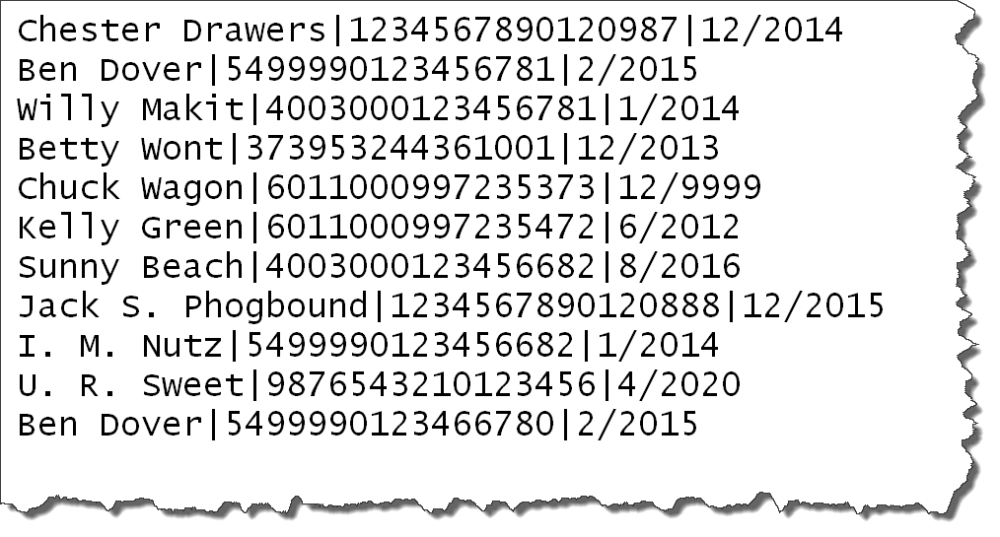 Chester Drawers|1234567890120987|12/2014
Ben Dover|5499990123456781|2/2015
Willy Makit|4003000123456781|1/2014
Betty Wont|373953244361001|12/2013
Chuck Wagon|6011000997235373|12/9999
Kelly Green|6011000997235472|6/2012
Sunny Beach|4003000123456682|8/2016
Jack S. Phogbound|1234567890120888|12/2015
I. M. Nutz|5499990123456682|1/2014
U. R. Sweet|9876543210123456|4/2020
Ben Dover|5499990123466780|2/2015